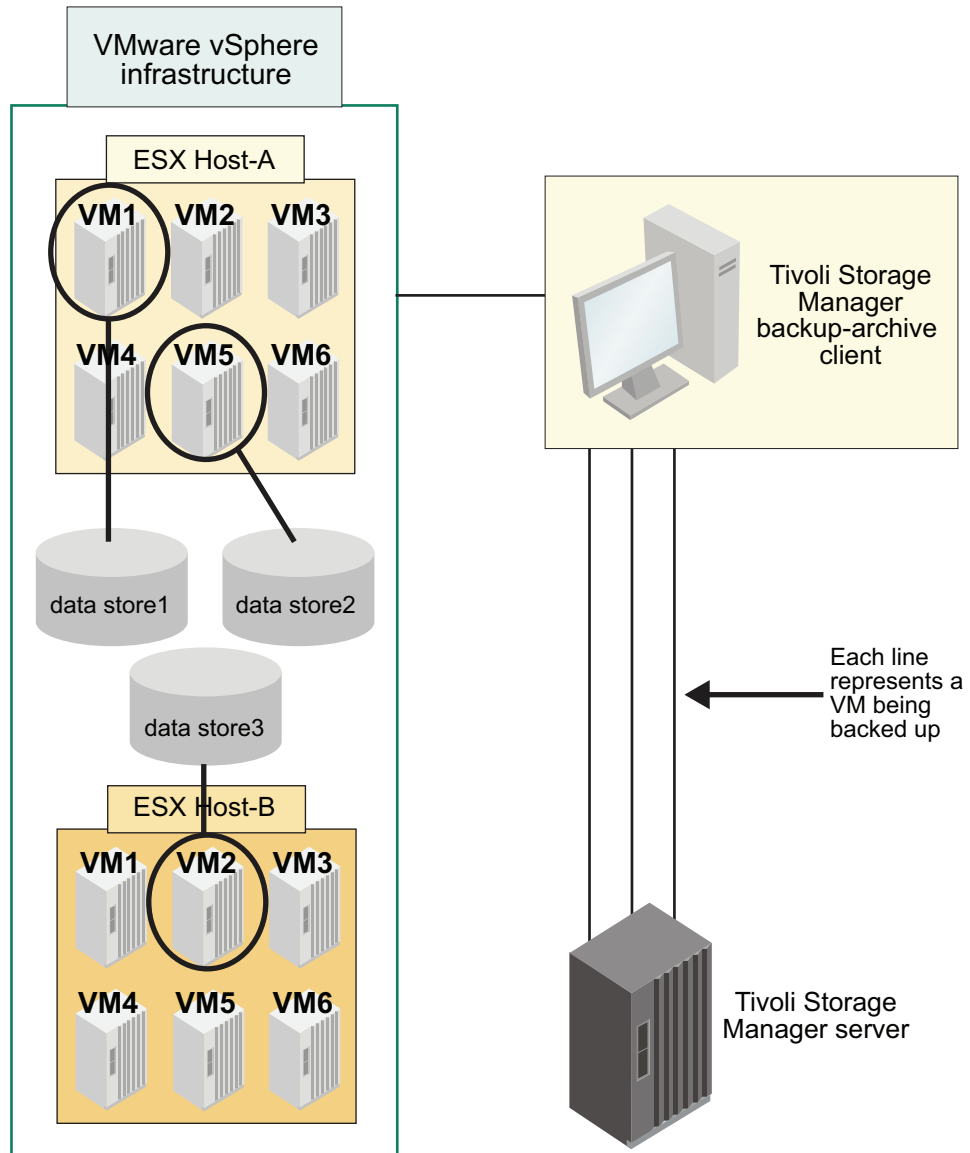 VMware vSphere
infrastructure
ESX Host-A
VM1 VM2 VM3
VM4 VM5 VM6
data store1 data store2
data store3
ESX Host-B
VM1 VM2 VM3
VM4 VM5 VM6
Tivoli Storage
Manager
backup-archive
client
Each line
represents a
VM being
backed up
Tivoli Storage
Manager server